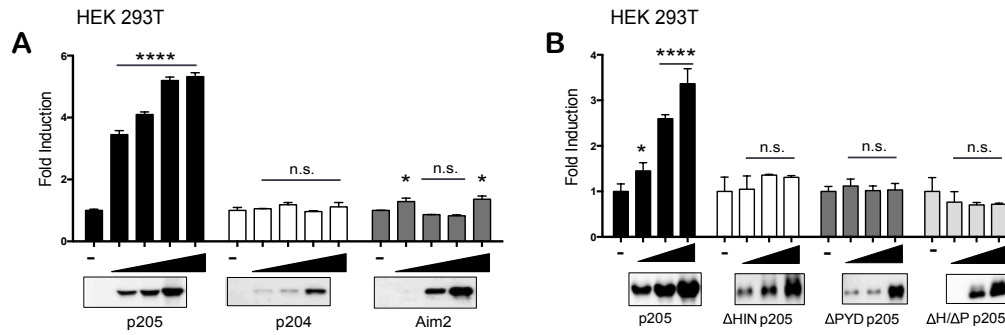 HEK 293T
A
Fold Induction
6
4
2
0
****
n.s.
*
n.s.
*
-
-
-
p205
p204
Aim2
HEK 293T
B
Fold Induction
4
3
2
1
0
*
****
n.s.
n.s.
n.s.
-
-
-
-
p205
ΔHIN p205
ΔPYD p205
ΔH/ΔP p205